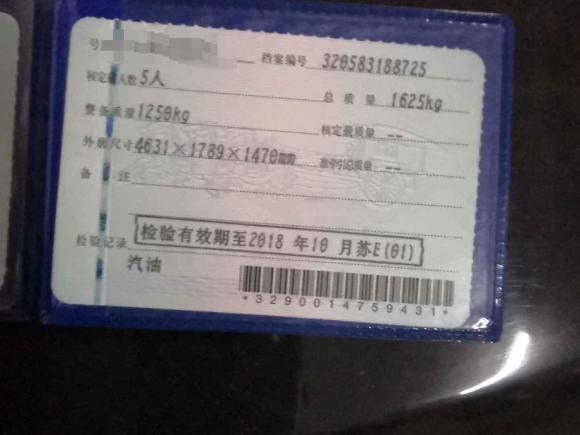 号 档案编号 320583188725
核定载人数 5人 总质量 1625kg
整备质量 1250kg 核定载质量 --
外廓尺寸 4631×1789×1470mm 准牵引总质量 --
备注
检验记录 检验有效期至2018年10月苏E(01)
汽油
*3290014759431*